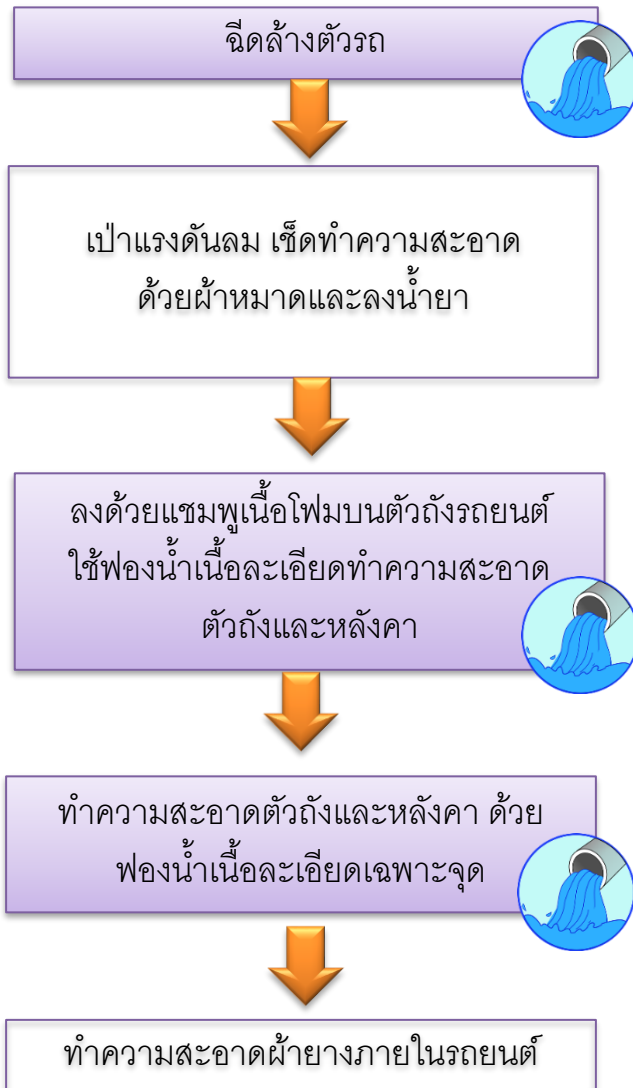 ฉีดล้างตัวรถ
เป่าแรงดันลม เช็ดทำความสะอาด
ด้วยผ้าหมาดและลงน้ำยา
ลงด้วยแชมพูเนื้อโฟมบนตัวถังรถยนต์
ใช้ฟองน้ำเนื้อละเอียดทำความสะอาด
ตัวถังและหลังคา
ทำความสะอาดตัวถังและหลังคา ด้วย
ฟองน้ำเนื้อละเอียดเฉพาะจุด
ทำความสะอาดผ้ายางภายในรถยนต์